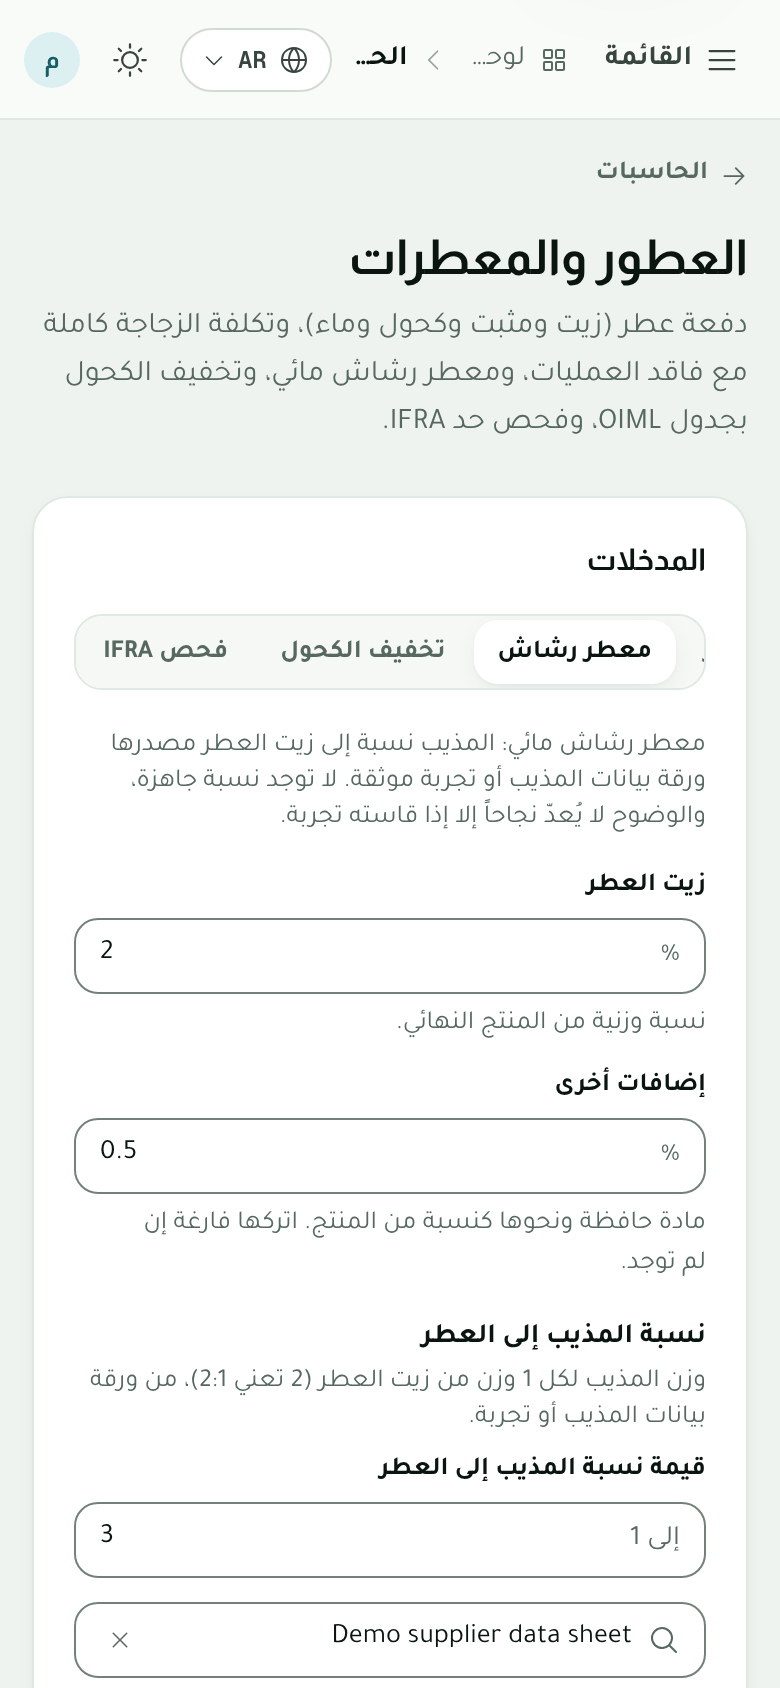 القائمة
لوحـ...
الحـ...
AR
م
الحاسبات
العطور والمعطرات
دفعة عطر (زيت ومثبت وكحول وماء)، وتكلفة الزجاجة كاملة
مع فاقد العمليات، ومعطر رشاش مائي، وتخفيف الكحول
بجدول OIML، وفحص حد IFRA.
المدخلات
معطر رشاش
تخفيف الكحول
فحص IFRA
معطر رشاش مائي: المذيب نسبة إلى زيت العطر مصدرها
ورقة بيانات المذيب أو تجربة موثقة. لا توجد نسبة جاهزة،
والوضوح لا يُعدّ نجاحاً إلا إذا قاسته تجربة.
زيت العطر
% 2
نسبة وزنية من المنتج النهائي.
إضافات أخرى
% 0.5
مادة حافظة ونحوها كنسبة من المنتج. اتركها فارغة إن
لم توجد.
نسبة المذيب إلى العطر
وزن المذيب لكل 1 وزن من زيت العطر (2 تعني 2:1)، من ورقة
بيانات المذيب أو تجربة.
قيمة نسبة المذيب إلى العطر
إلى 1 3
Demo supplier data sheet